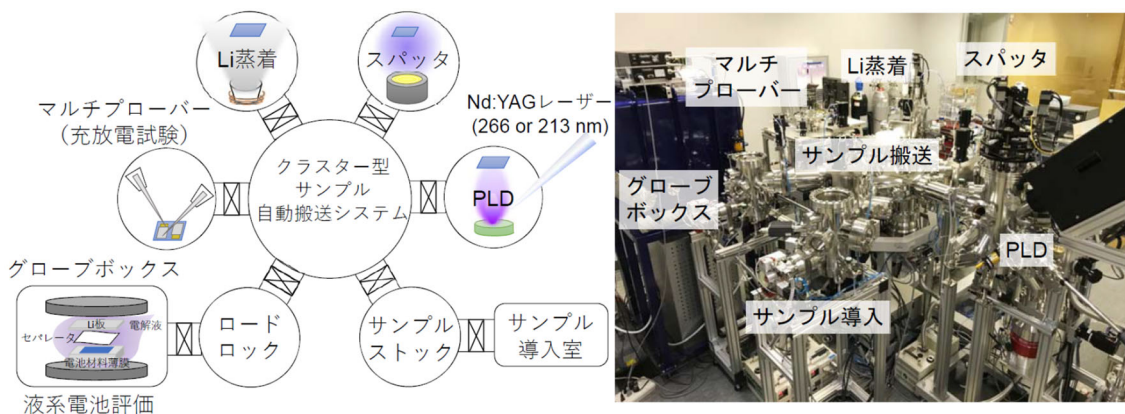 Li蒸着
スパッタ
マルチプローバー
（充放電試験）
Nd:YAGレーザー
(266 or 213 nm)
クラスター型
サンプル
自動搬送システム
PLD
グローブボックス
Li板
電解液
セパレータ
電池材料薄膜
液系電池評価
ロード
ロック
サンプル
ストック
サンプル
導入室
マルチ
プローバー
Li蒸着
スパッタ
サンプル搬送
グローブ
ボックス
PLD
サンプル導入